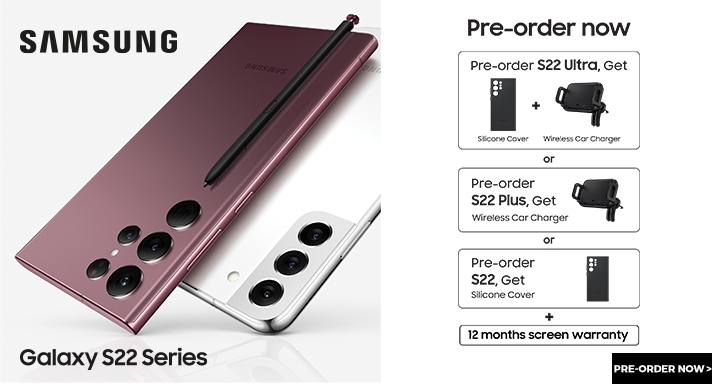 SAMSUNG
SAMSUNG
Galaxy S22 Series
Pre-order now
Pre-order S22 Ultra, Get
+
Silicone Cover
Wireless Car Charger
or
Pre-order
S22 Plus, Get
Wireless Car Charger
or
Pre-order
S22, Get
Silicone Cover
+
12 months screen warranty
PRE-ORDER NOW >